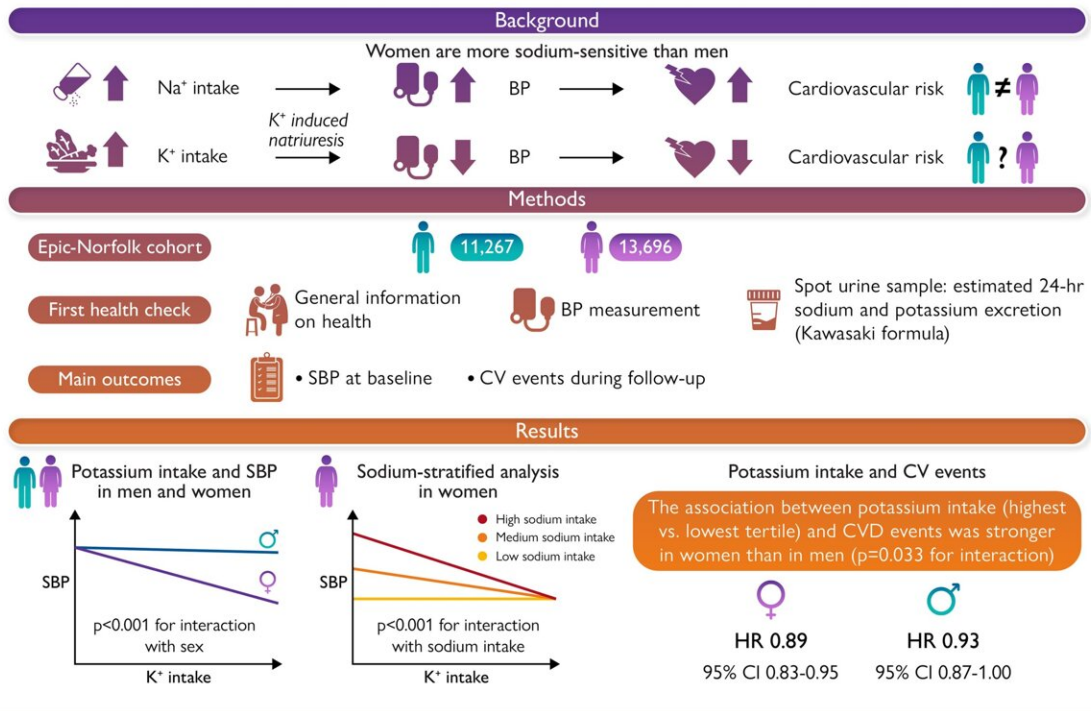 Background
Women are more sodium-sensitive than men
Na⁺ intake
BP
Cardiovascular risk
≠
K⁺ induced
natriuresis
K⁺ intake
BP
Cardiovascular risk
?
Methods
Epic-Norfolk cohort
11,267
13,696
First health check
General information
on health
BP measurement
Spot urine sample: estimated 24-hr
sodium and potassium excretion
(Kawasaki formula)
Main outcomes
• SBP at baseline
• CV events during follow-up
Results
Potassium intake and SBP
in men and women
SBP
♂
♀
p<0.001 for interaction
with sex
K⁺ intake
Sodium-stratified analysis
in women
High sodium intake
Medium sodium intake
Low sodium intake
SBP
p<0.001 for interaction
with sodium intake
K⁺ intake
Potassium intake and CV events
The association between potassium intake (highest
vs. lowest tertile) and CVD events was stronger
in women than in men (p=0.033 for interaction)
♀
HR 0.89
95% CI 0.83-0.95
♂
HR 0.93
95% CI 0.87-1.00